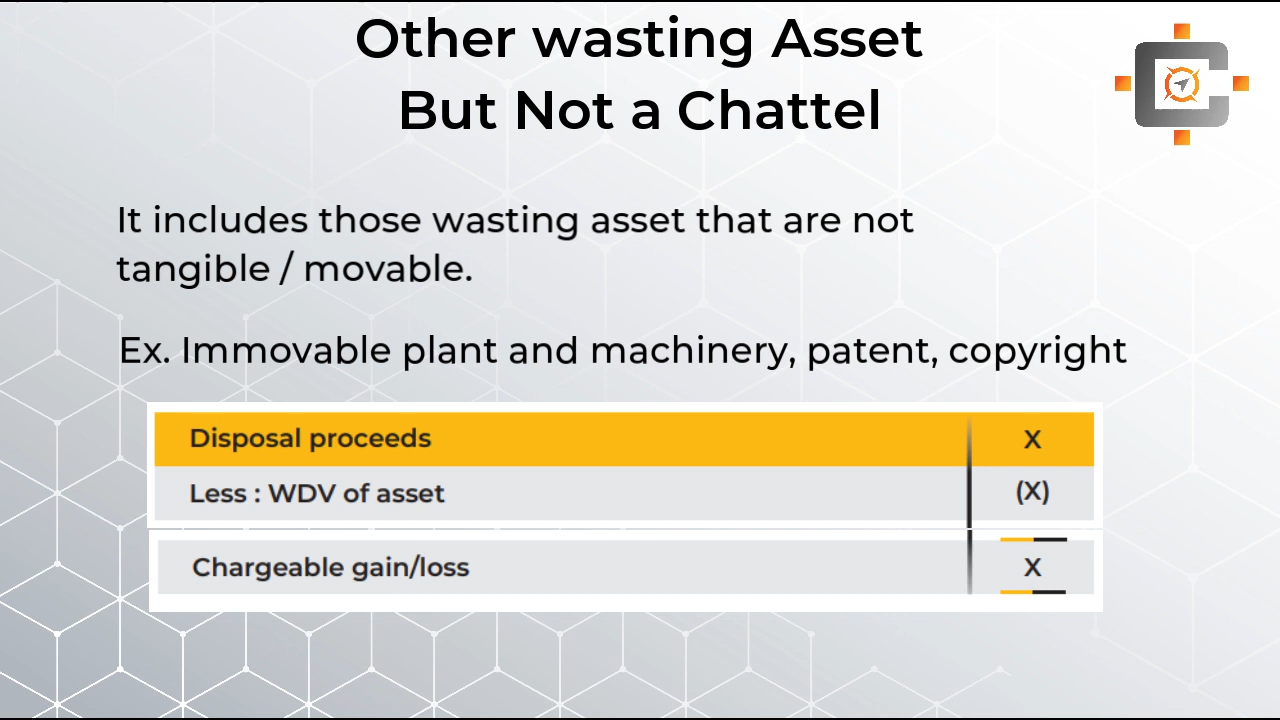 Other wasting Asset
But Not a Chattel
It includes those wasting asset that are not
tangible / movable.
Ex. Immovable plant and machinery, patent, copyright
Disposal proceeds X
Less : WDV of asset (X)
Chargeable gain/loss X